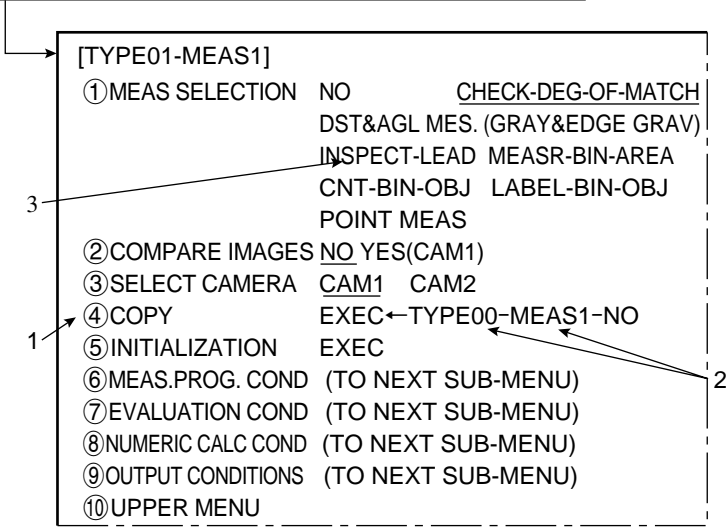 [TYPE01-MEAS1]
①MEAS SELECTION NO CHECK-DEG-OF-MATCH
DST&AGL MES. (GRAY&EDGE GRAV)
INSPECT-LEAD MEASR-BIN-AREA
CNT-BIN-OBJ LABEL-BIN-OBJ
3
POINT MEAS
②COMPARE IMAGES NO YES(CAM1)
③SELECT CAMERA CAM1 CAM2
④COPY EXEC←TYPE00-MEAS1-NO
1
⑤INITIALIZATION EXEC
⑥MEAS.PROG. COND (TO NEXT SUB-MENU)
2
⑦EVALUATION COND (TO NEXT SUB-MENU)
⑧NUMERIC CALC COND (TO NEXT SUB-MENU)
⑨OUTPUT CONDITIONS (TO NEXT SUB-MENU)
⑩UPPER MENU